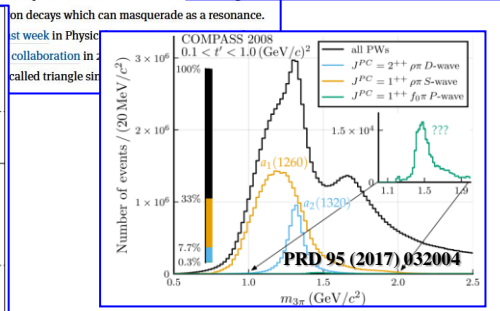 on decays which can masquerade as a resonance.
st week in Physic
collaboration in 2
called triangle sin
COMPASS 2008
0.1 < t′ < 1.0 (GeV/c)²
100%
33%
7.7%
0.3%
all PWs
J^{PC} = 2⁺⁺ ρπ D-wave
J^{PC} = 1⁺⁺ ρπ S-wave
J^{PC} = 1⁺⁺ f₀π P-wave
Number of events / (20 MeV/c²)
3 × 10⁶
2 × 10⁶
1 × 10⁶
0
a₁(1260)
a₂(1320)
1.5 × 10⁴
0
???
1.1 1.5 1.9
PRD 95 (2017) 032004
0.5 1.0 1.5 2.0 2.5
m₃π (GeV/c²)